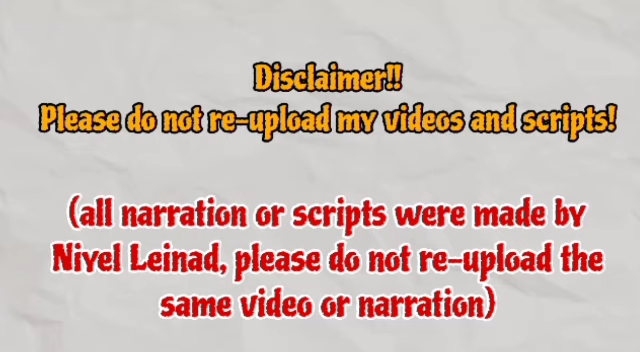 Disclaimer!!
Please do not re-upload my videos and scripts!
(all narration or scripts were made by
Niyel Leinad, please do not re-upload the
same video or narration)